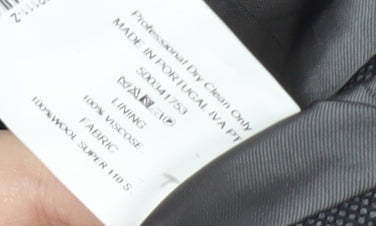 Professional Dry Clean Only
MADE IN PORTUGAL IVA PT
500341753
LINING
100% VISCOSE
FABRIC
100%WOOL SUPER 110 S